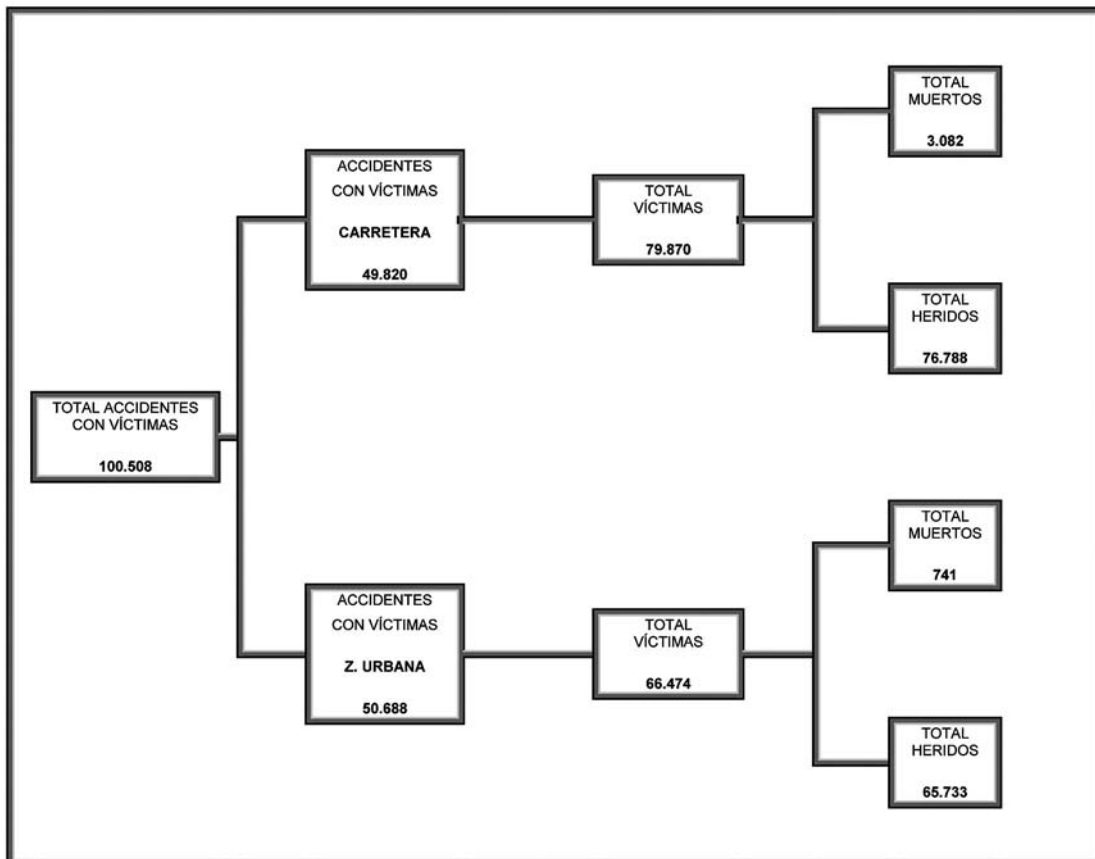 TOTAL ACCIDENTES
CON VÍCTIMAS
100.508
ACCIDENTES
CON VÍCTIMAS
CARRETERA
49.820
TOTAL
VÍCTIMAS
79.870
TOTAL
MUERTOS
3.082
TOTAL
HERIDOS
76.788
ACCIDENTES
CON VÍCTIMAS
Z. URBANA
50.688
TOTAL
VÍCTIMAS
66.474
TOTAL
MUERTOS
741
TOTAL
HERIDOS
65.733